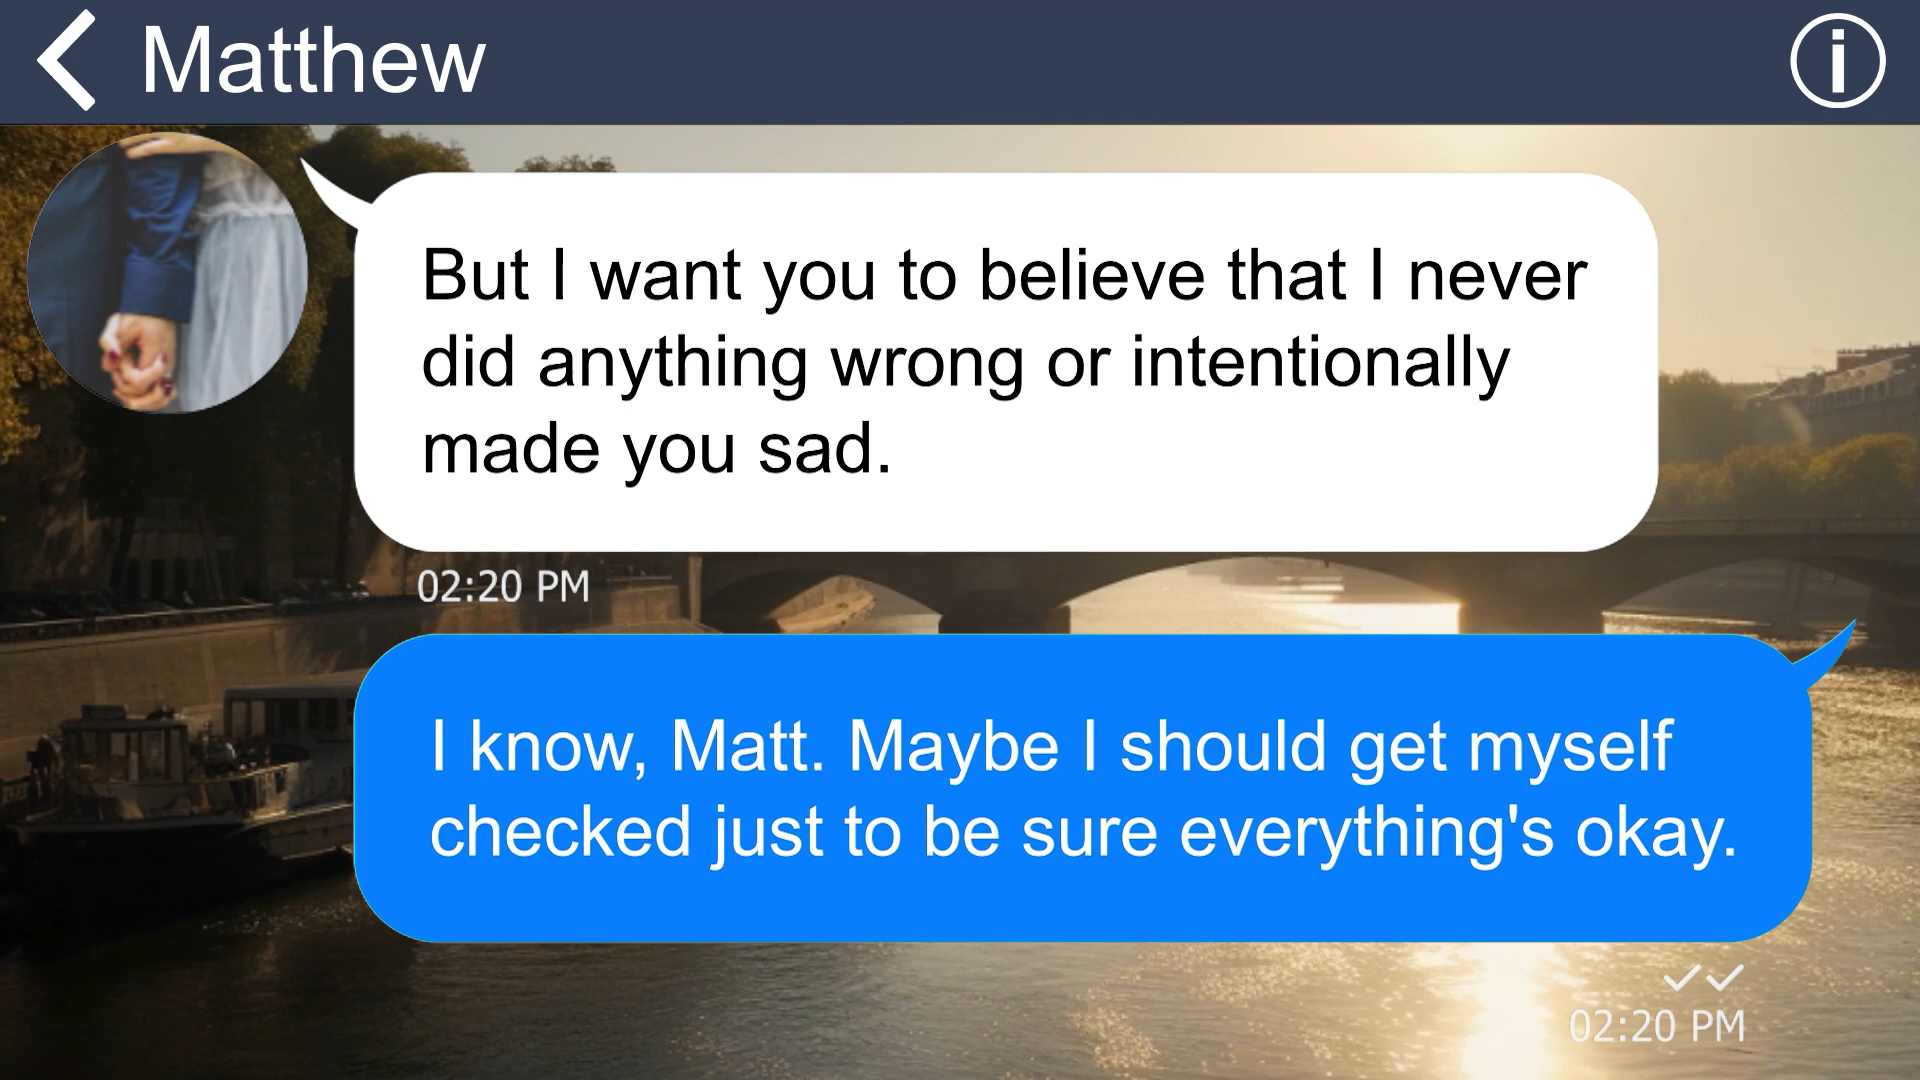 Matthew
But I want you to believe that I never
did anything wrong or intentionally
made you sad.
02:20 PM
I know, Matt. Maybe I should get myself
checked just to be sure everything's okay.
02:20 PM